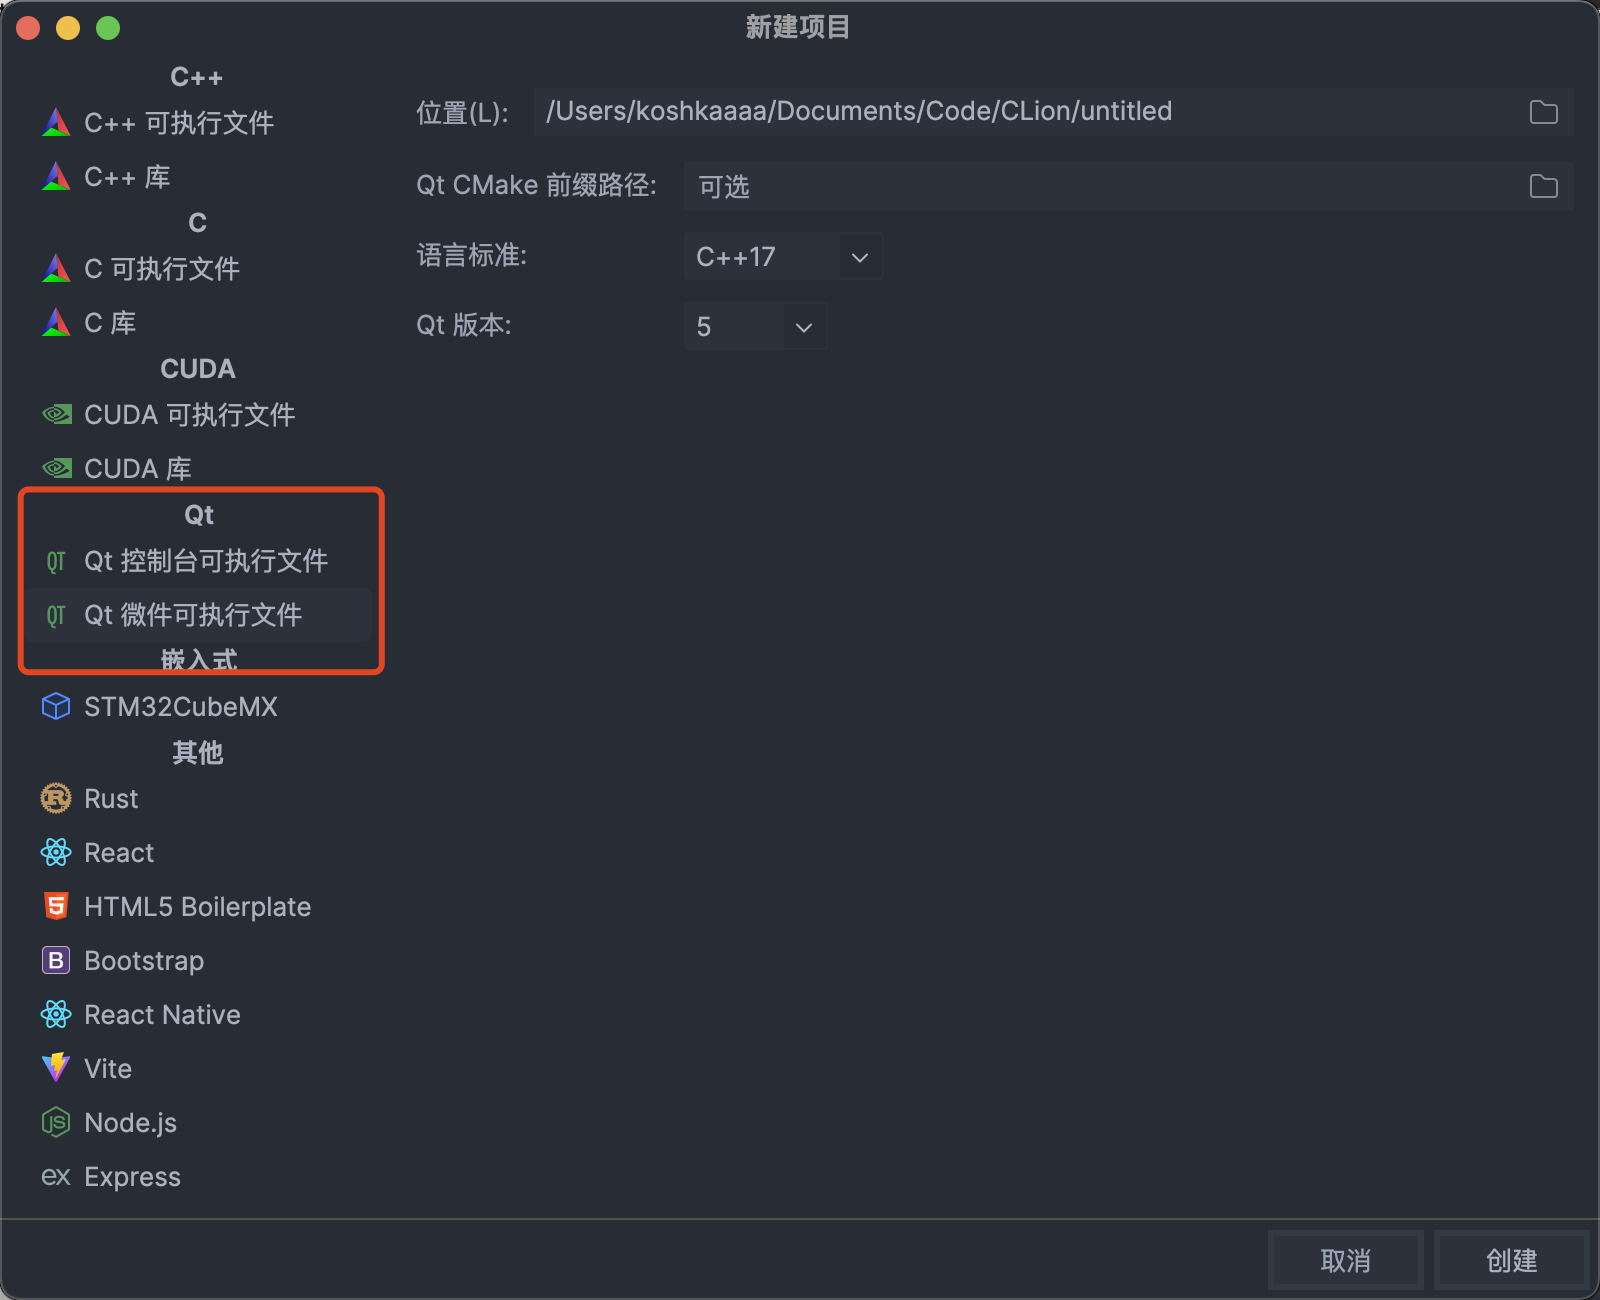 新建项目
C++
C++ 可执行文件
C++ 库
C
C 可执行文件
C 库
CUDA
CUDA 可执行文件
CUDA 库
Qt
QT Qt 控制台可执行文件
QT Qt 微件可执行文件
嵌入式
STM32CubeMX
其他
Rust
React
HTML5 Boilerplate
Bootstrap
React Native
Vite
Node.js
ex Express
位置(L): /Users/koshkaaaa/Documents/Code/CLion/untitled
Qt CMake 前缀路径: 可选
语言标准: C++17
Qt 版本: 5
取消 创建